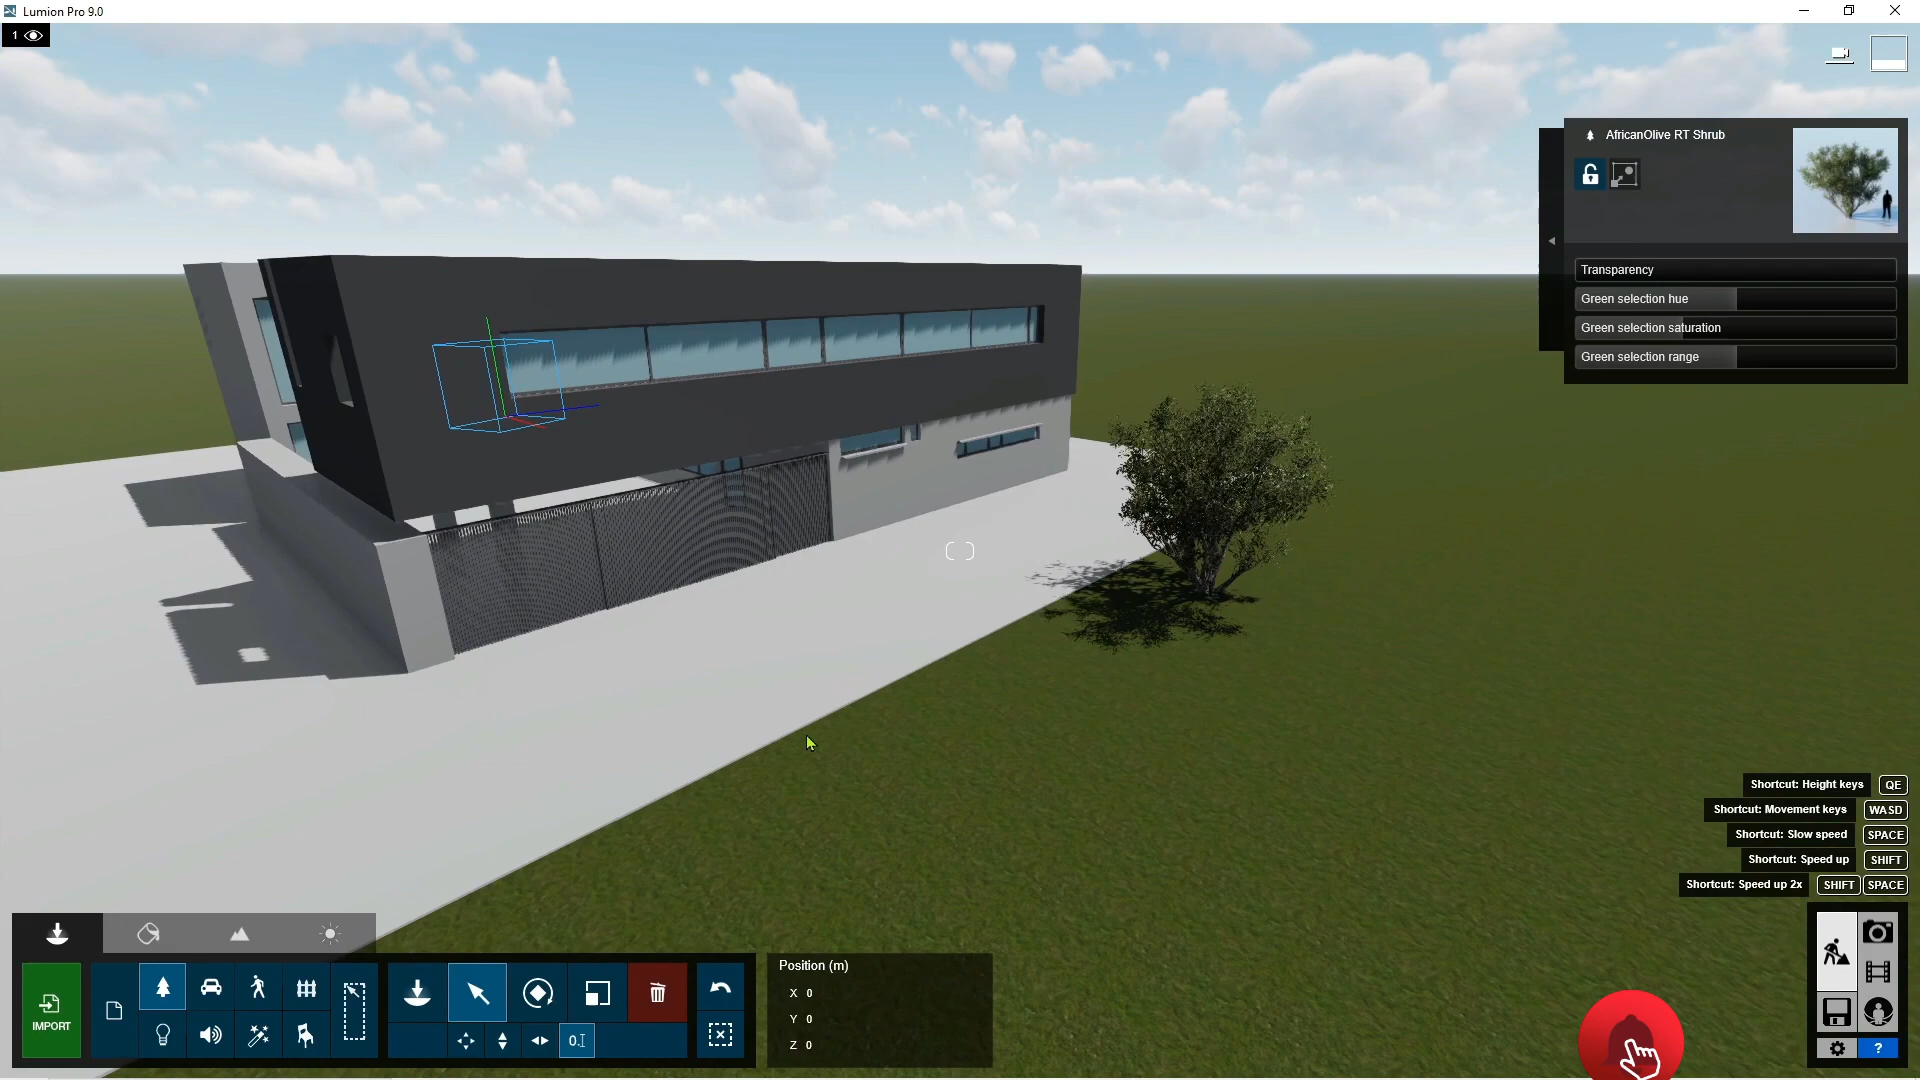 Lumion Pro 9.0
1
AfricanOlive RT Shrub
Transparency
Green selection hue
Green selection saturation
Green selection range
Shortcut: Height keys QE
Shortcut: Movement keys WASD
Shortcut: Slow speed SPACE
Shortcut: Speed up SHIFT
Shortcut: Speed up 2x SHIFT SPACE
IMPORT
0.
Position (m)
X 0
Y 0
Z 0
?